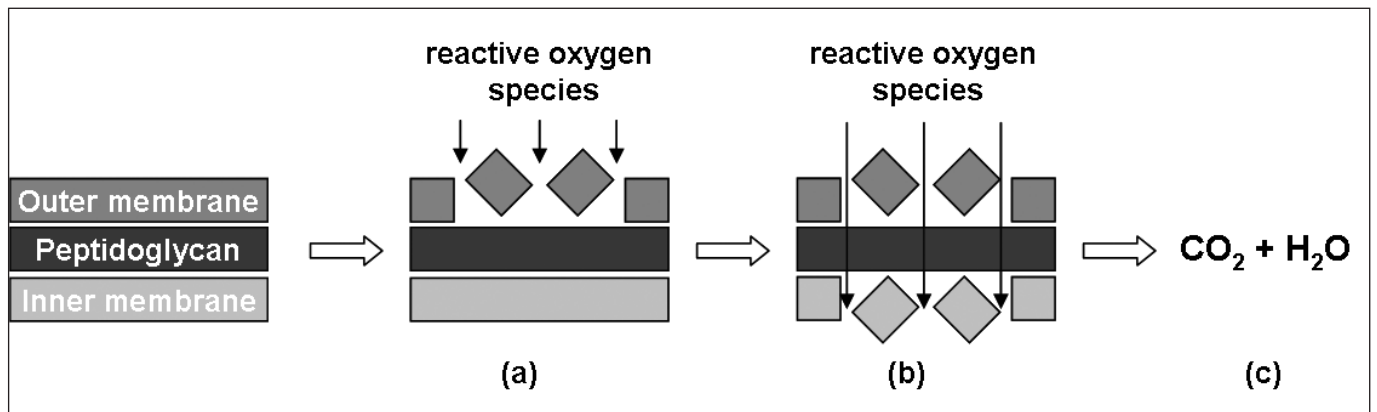 reactive oxygen
species
reactive oxygen
species
Outer membrane
Peptidoglycan
Inner membrane
CO₂ + H₂O
(a)
(b)
(c)